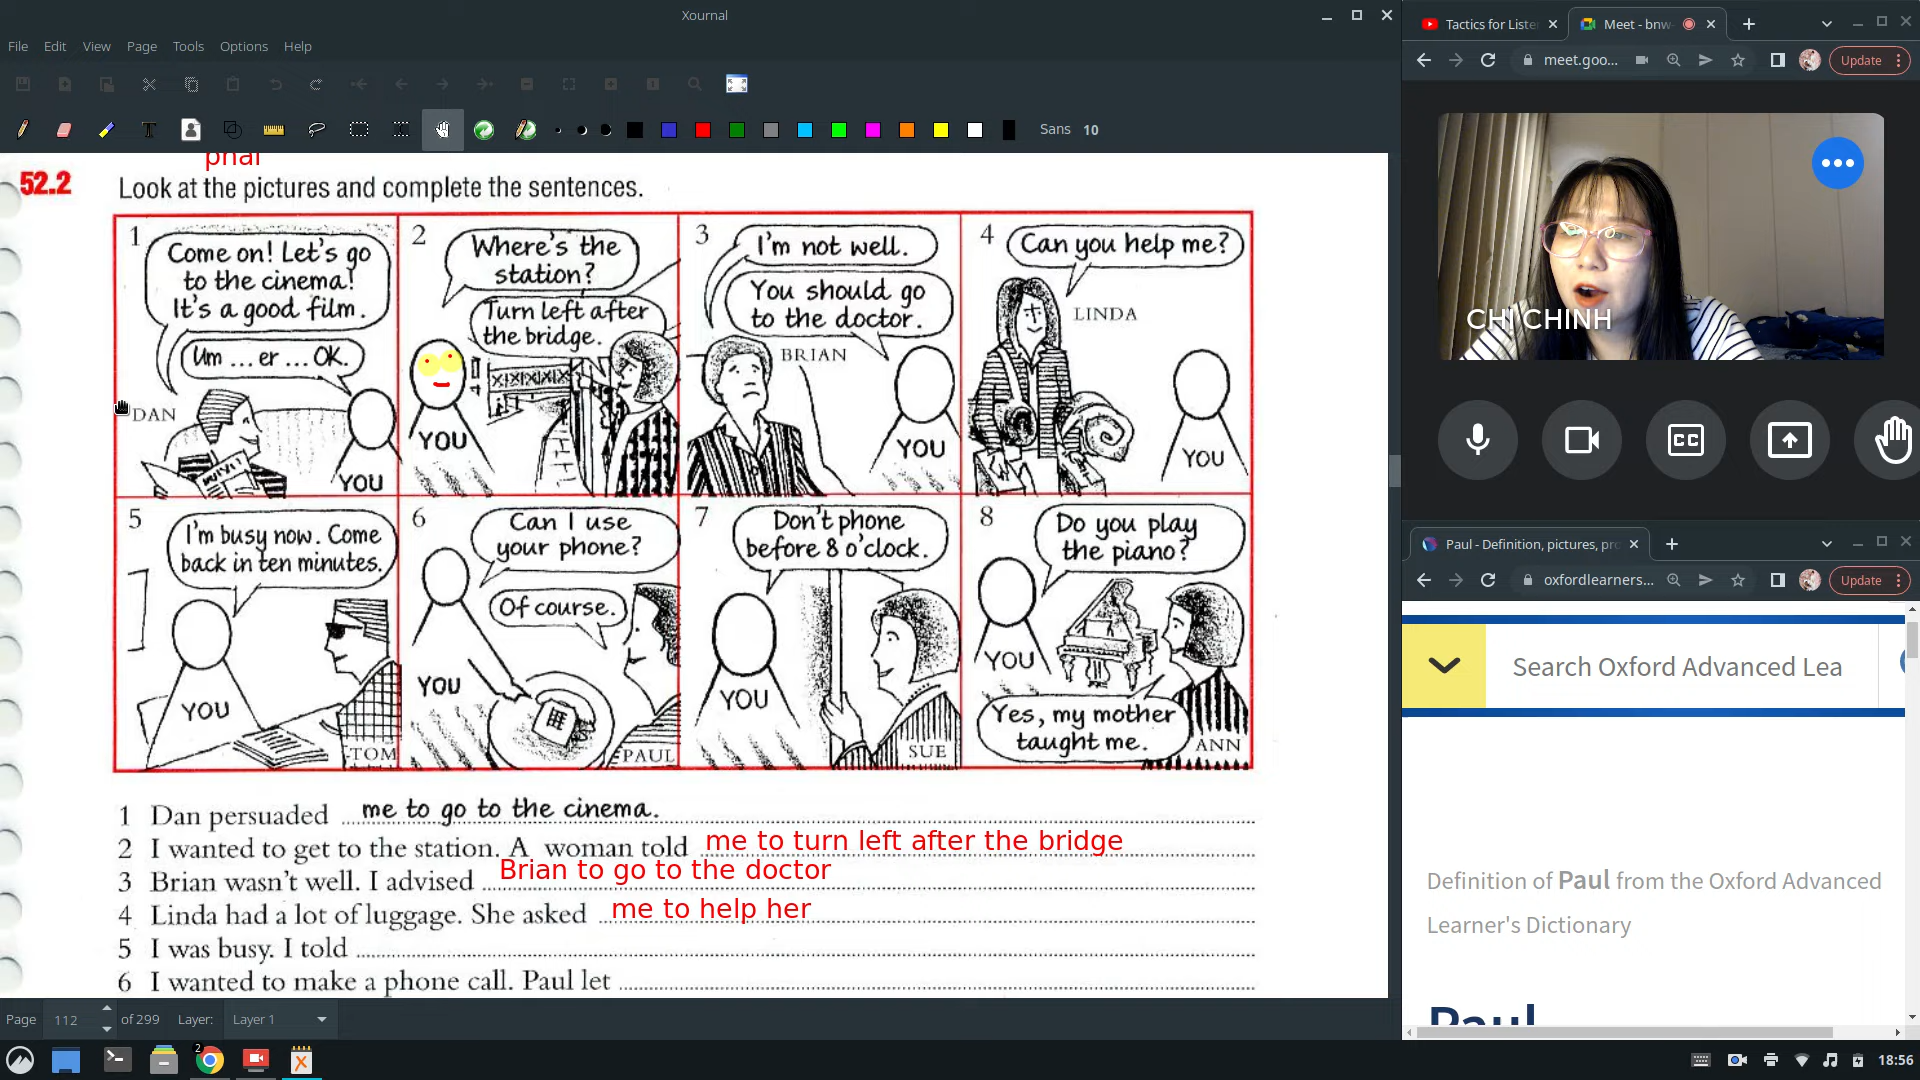 Xournal
File Edit View Page Tools Options Help
Sans 10
phải
52.2 Look at the pictures and complete the sentences.
1
Come on! Let's go
to the cinema!
It's a good film.
Um ... er ... OK.
DAN
YOU
2
Where's the
station?
Turn left after
the bridge.
YOU
3
I'm not well.
You should go
to the doctor.
BRIAN
YOU
4
Can you help me?
LINDA
YOU
5
I'm busy now. Come
back in ten minutes.
YOU
TOM
6
Can I use
your phone?
Of course.
YOU
PAUL
7
Don't phone
before 8 o'clock.
YOU
SUE
8
Do you play
the piano?
YOU
Yes, my mother
taught me.
ANN
1 Dan persuaded me to go to the cinema.
2 I wanted to get to the station. A woman told me to turn left after the bridge
3 Brian wasn't well. I advised Brian to go to the doctor
4 Linda had a lot of luggage. She asked me to help her
5 I was busy. I told
6 I wanted to make a phone call. Paul let
Page 112 of 299 Layer: Layer 1
Tactics for Liste
Meet - bnw-
meet.goo...
Update
CHI CHINH
CC
Paul - Definition, pictures, pro
oxfordlearners...
Update
Search Oxford Advanced Lea
Definition of Paul from the Oxford Advanced
Learner's Dictionary
Paul
2
18:56